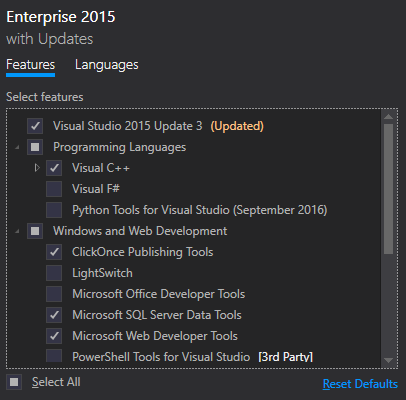 Enterprise 2015
with Updates
Features Languages
Select features
Visual Studio 2015 Update 3 (Updated)
Programming Languages
Visual C++
Visual F#
Python Tools for Visual Studio (September 2016)
Windows and Web Development
ClickOnce Publishing Tools
LightSwitch
Microsoft Office Developer Tools
Microsoft SQL Server Data Tools
Microsoft Web Developer Tools
PowerShell Tools for Visual Studio [3rd Party]
Select All Reset Defaults